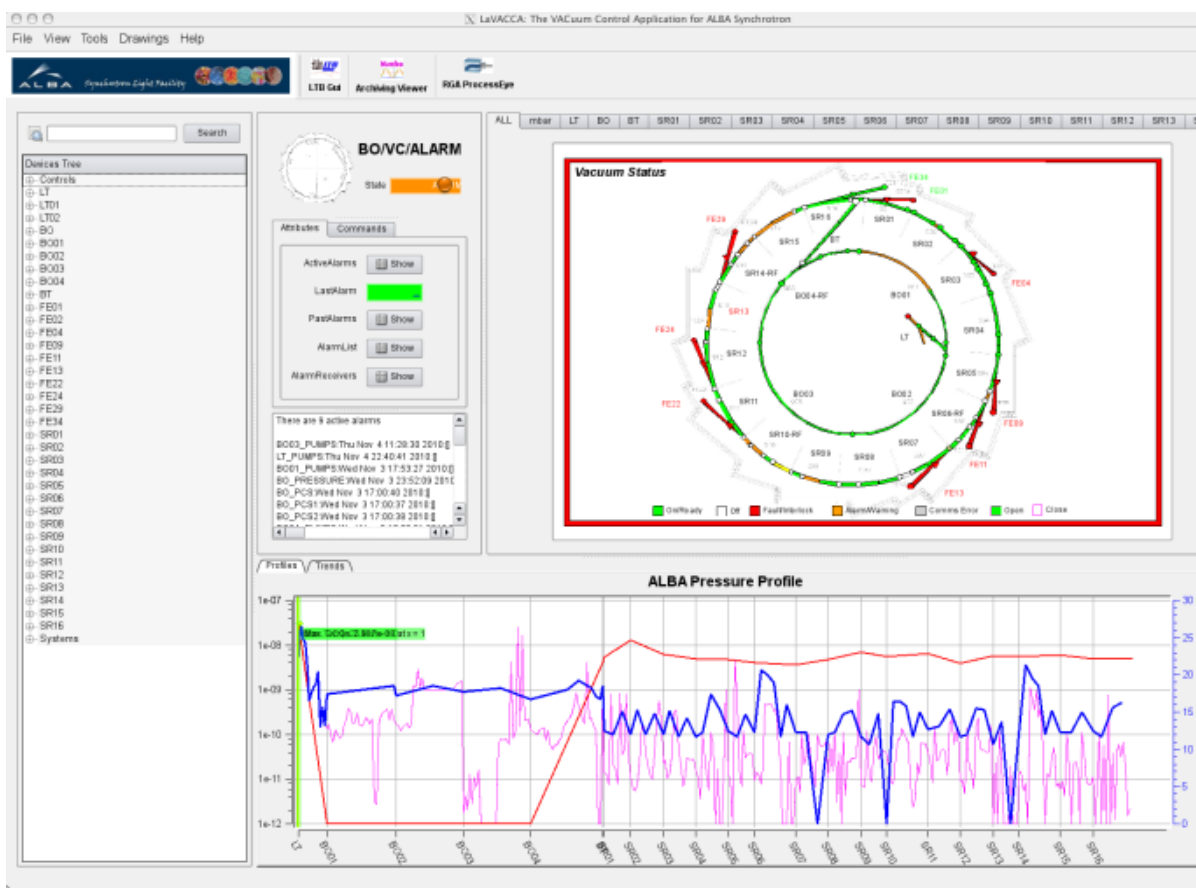 LaVACCA: The VACuum Control Application for ALBA Synchrotron
File View Tools Drawings Help
ALBA Synchrotron Light Facility
LTB Gui
Archiving Viewer
RGA ProcessEye
Search
Devices Tree
Controls
LT
LT01
LT02
BO
BO01
BO02
BO03
BO04
BT
FE01
FE02
FE04
FE09
FE11
FE13
FE22
FE24
FE29
FE34
SR01
SR02
SR03
SR04
SR05
SR06
SR07
SR08
SR09
SR10
SR11
SR12
SR13
SR14
SR15
SR16
Systems
BO/VC/ALARM
State
Attributes Commands
ActiveAlarms Show
LastAlarm ...
PastAlarms Show
AlarmList Show
AlarmReceivers Show
There are 9 active alarms
BO03_PUMPS:Thu Nov 4 11:28:30 2010:[
LT_PUMPS:Thu Nov 4 22:40:41 2010:[
BO01_PUMPS:Wed Nov 3 17:53:27 2010:[
BO_PRESSURE:Wed Nov 3 23:52:09 2010:[
BO_PCS:Wed Nov 3 17:00:40 2010:[
BO_PCS1:Wed Nov 3 17:00:37 2010:[
BO_PCS2:Wed Nov 3 17:00:38 2010:[
ALL mbar LT BO BT SR01 SR02 SR03 SR04 SR05 SR06 SR07 SR08 SR09 SR10 SR11 SR12 SR13
Vacuum Status
FE01
FE29
SR16
SR01
BT
SR02
SR15
SR14-RF
SR03
FE04
BO04-RF
BO01
SR13
FE24
LT
SR04
SR12
SR05
BO03
BO02
SR11
FE22
SR06-RF
FE09
SR10-RF
SR07
SR09
SR08
FE11
FE13
On/Ready Off Fault/Interlock Alarm/Warning Comms Error Open Close
Profiles Trends
ALBA Pressure Profile
1e-07
1e-08
1e-09
1e-10
1e-11
1e-12
30
25
20
15
10
5
0
LT BO01 BO02 BO03 BO04 SR02 SR03 SR04 SR05 SR06 SR07 SR08 SR09 SR10 SR11 SR12 SR13 SR14 SR15 SR16